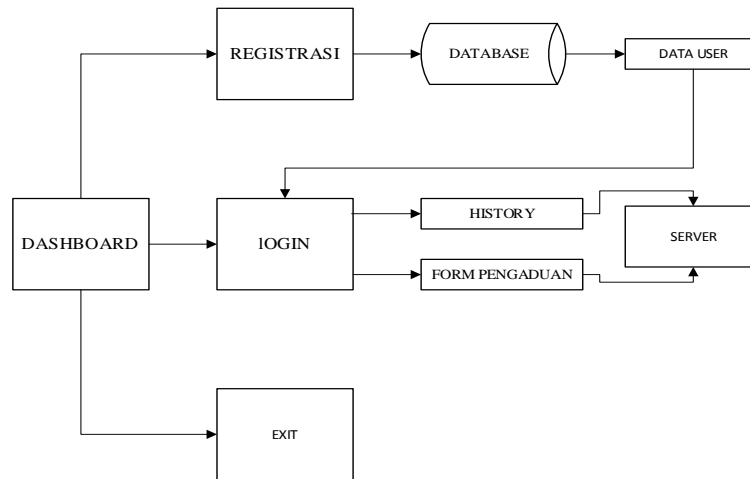 REGISTRASI
DATABASE
DATA USER
DASHBOARD
lOGIN
HISTORY
SERVER
FORM PENGADUAN
EXIT